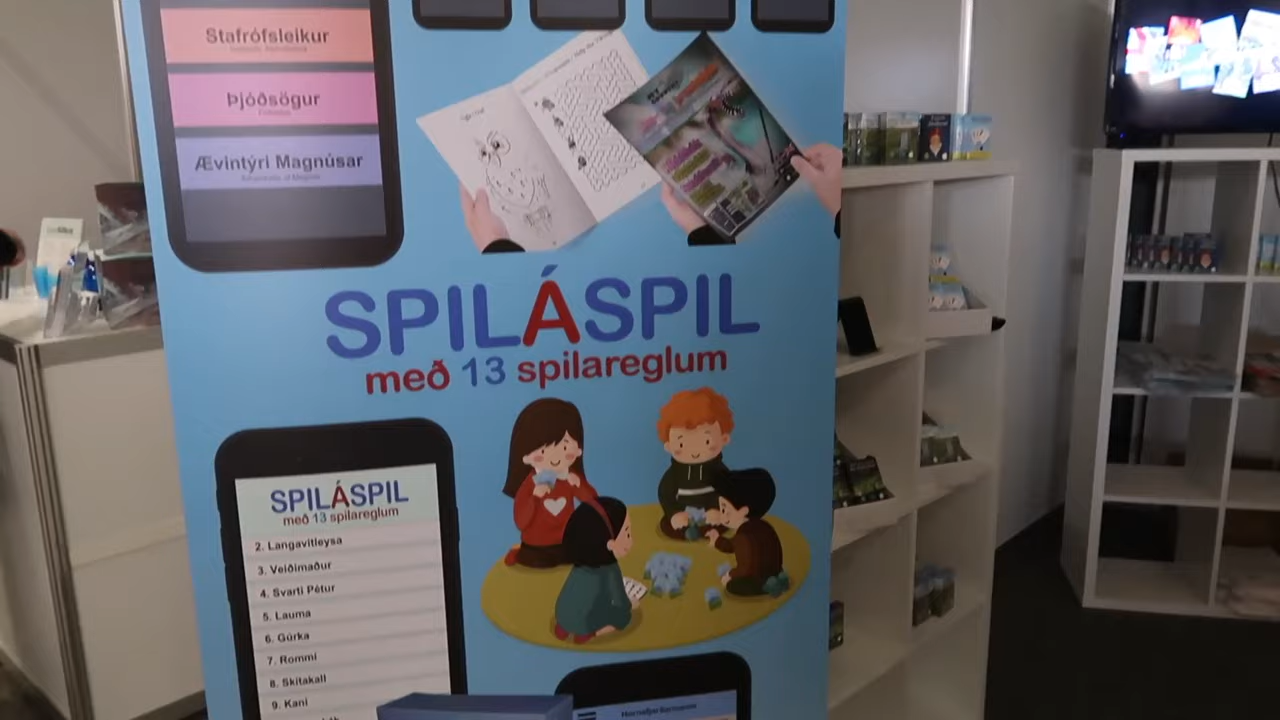 Stafrófsleikur
Þjóðsögur
Ævintýri Magnúsar
SPILÁSPIL
með 13 spilareglum
SPILÁSPIL
með 13 spilareglum
2. Langavitleysa
3. Veiðimaður
4. Svarti Pétur
5. Lauma
6. Gúrka
7. Rommí
8. Skítakall
9. Kani